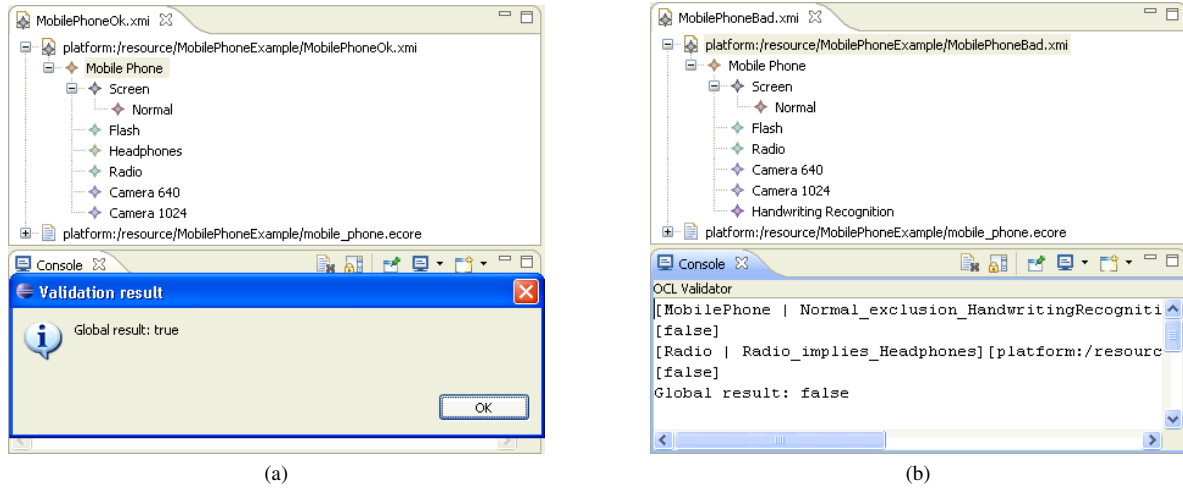 MobilePhoneOk.xmi
platform:/resource/MobilePhoneExample/MobilePhoneOk.xmi
Mobile Phone
Screen
Normal
Flash
Headphones
Radio
Camera 640
Camera 1024
platform:/resource/MobilePhoneExample/mobile_phone.ecore
Console
Validation result
Global result: true
OK
(a)
MobilePhoneBad.xmi
platform:/resource/MobilePhoneExample/MobilePhoneBad.xmi
Mobile Phone
Screen
Normal
Flash
Radio
Camera 640
Camera 1024
Handwriting Recognition
platform:/resource/MobilePhoneExample/mobile_phone.ecore
Console
OCL Validator
[MobilePhone | Normal_exclusion_HandwritingRecogniti
[false]
[Radio | Radio_implies_Headphones][platform:/resourc
[false]
Global result: false
(b)